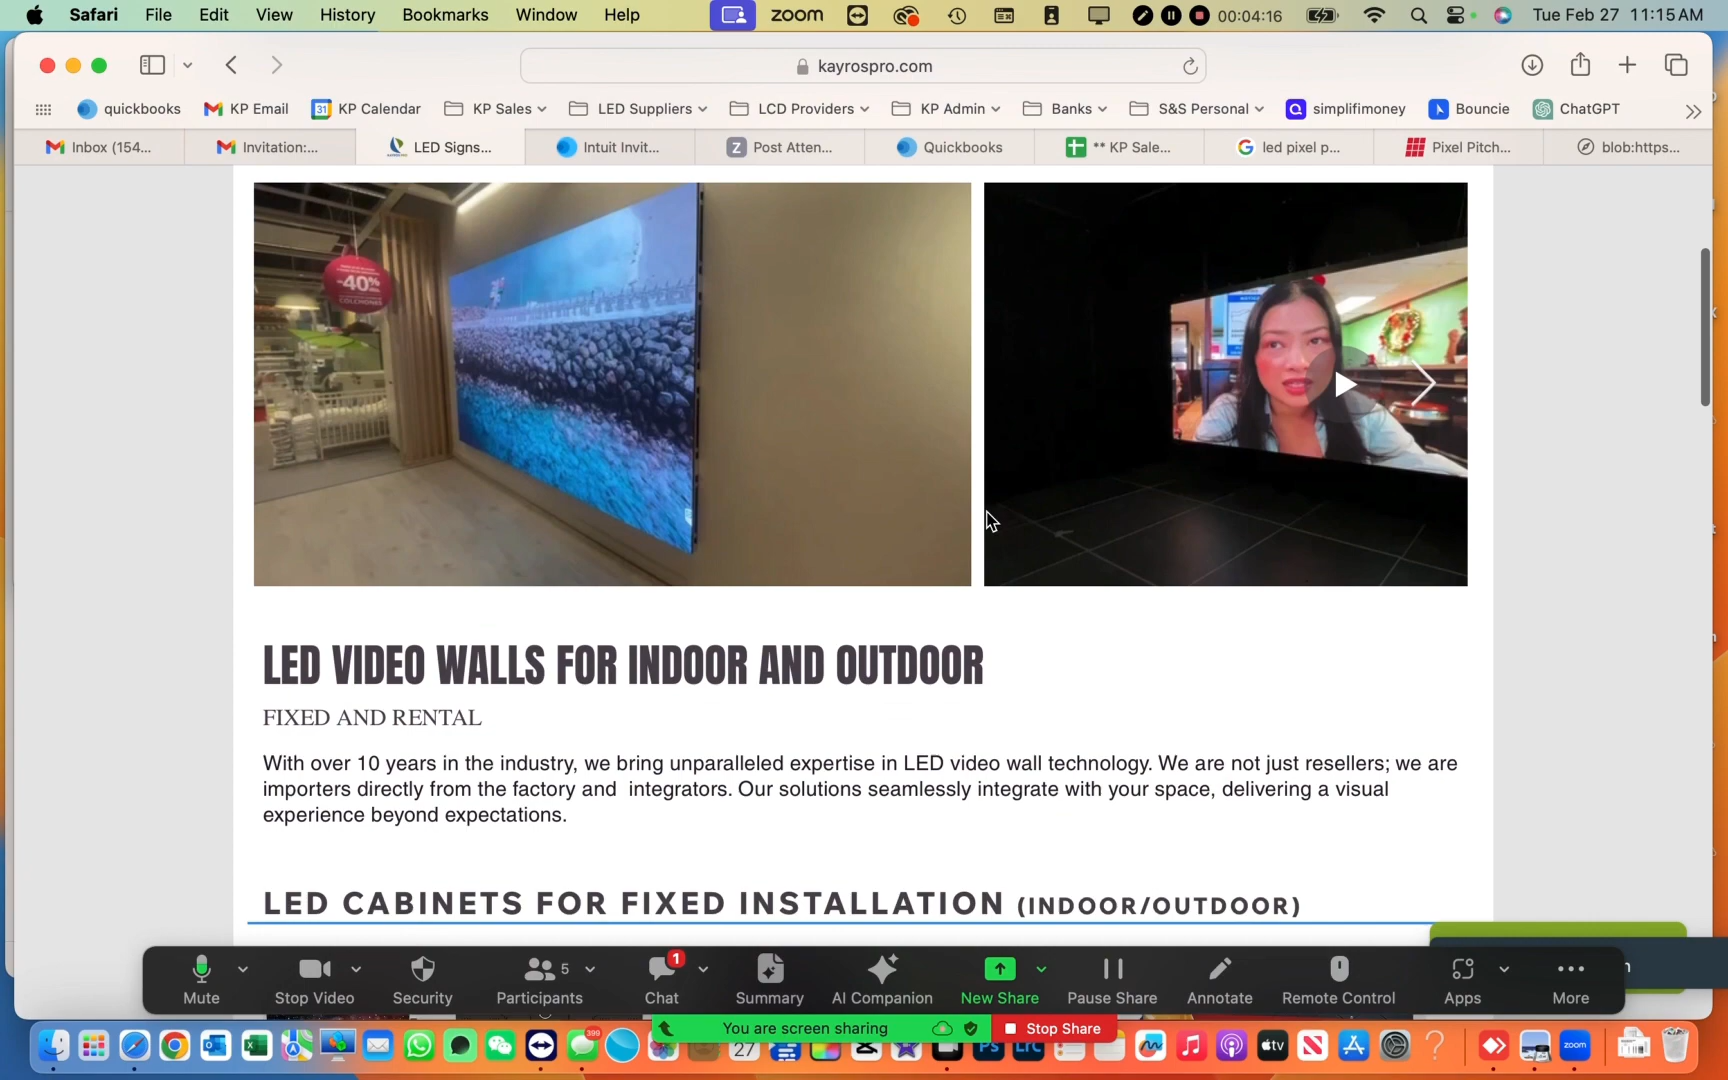 Safari File Edit View History Bookmarks Window Help zoom 00:04:16 Tue Feb 27 11:15 AM
kayrospro.com
quickbooks KP Email 31 KP Calendar KP Sales LED Suppliers LCD Providers KP Admin Banks S&S Personal simplifimoney Bouncie ChatGPT
Inbox (154... Invitation:... LED Signs... Intuit Invit... Z Post Atten... Quickbooks ** KP Sale... led pixel p... Pixel Pitch... blob:https...
-40%
COLCHONES
LED VIDEO WALLS FOR INDOOR AND OUTDOOR
FIXED AND RENTAL
With over 10 years in the industry, we bring unparalleled expertise in LED video wall technology. We are not just resellers; we are
importers directly from the factory and integrators. Our solutions seamlessly integrate with your space, delivering a visual
experience beyond expectations.
LED CABINETS FOR FIXED INSTALLATION (INDOOR/OUTDOOR)
5 1
Mute Stop Video Security Participants Chat Summary AI Companion New Share Pause Share Annotate Remote Control Apps More
You are screen sharing Stop Share
399 27 Ps LrC tv zoom